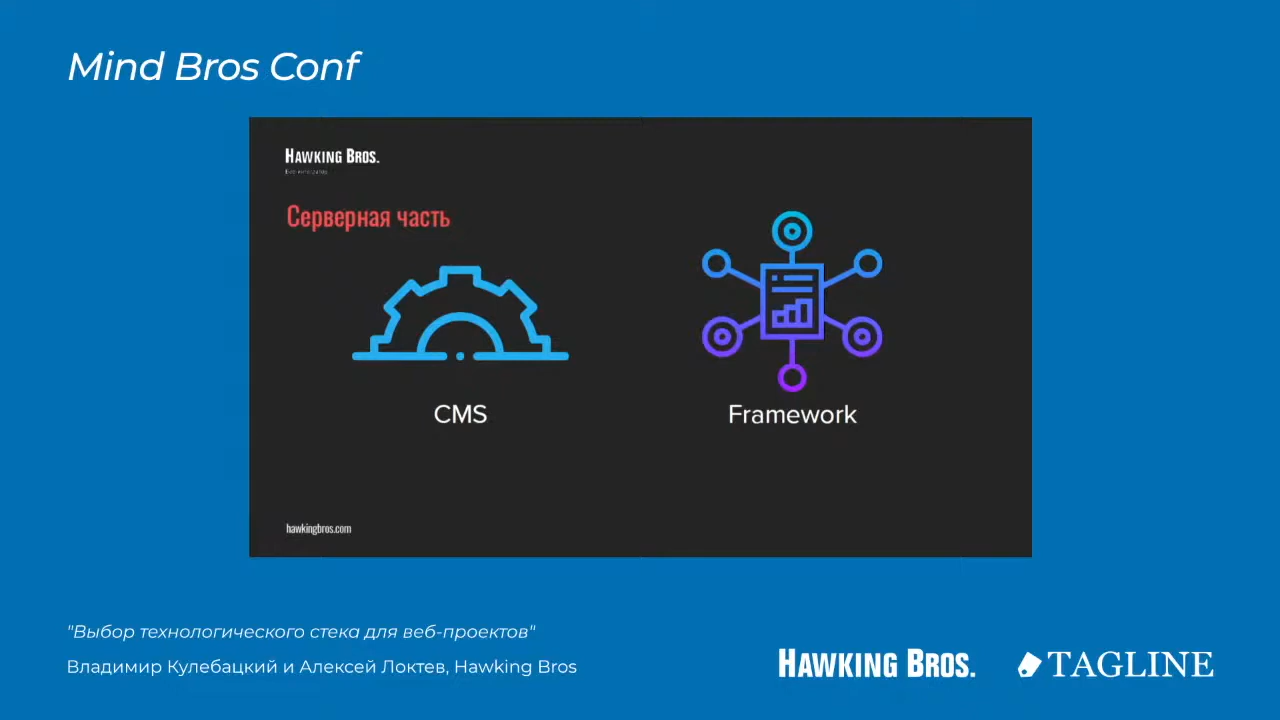 Mind Bros Conf
HAWKING BROS.
Серверная часть
CMS
Framework
hawkingbros.com
"Выбор технологического стека для веб-проектов"
Владимир Кулебацкий и Алексей Локтев, Hawking Bros
HAWKING BROS.
TAGLINE